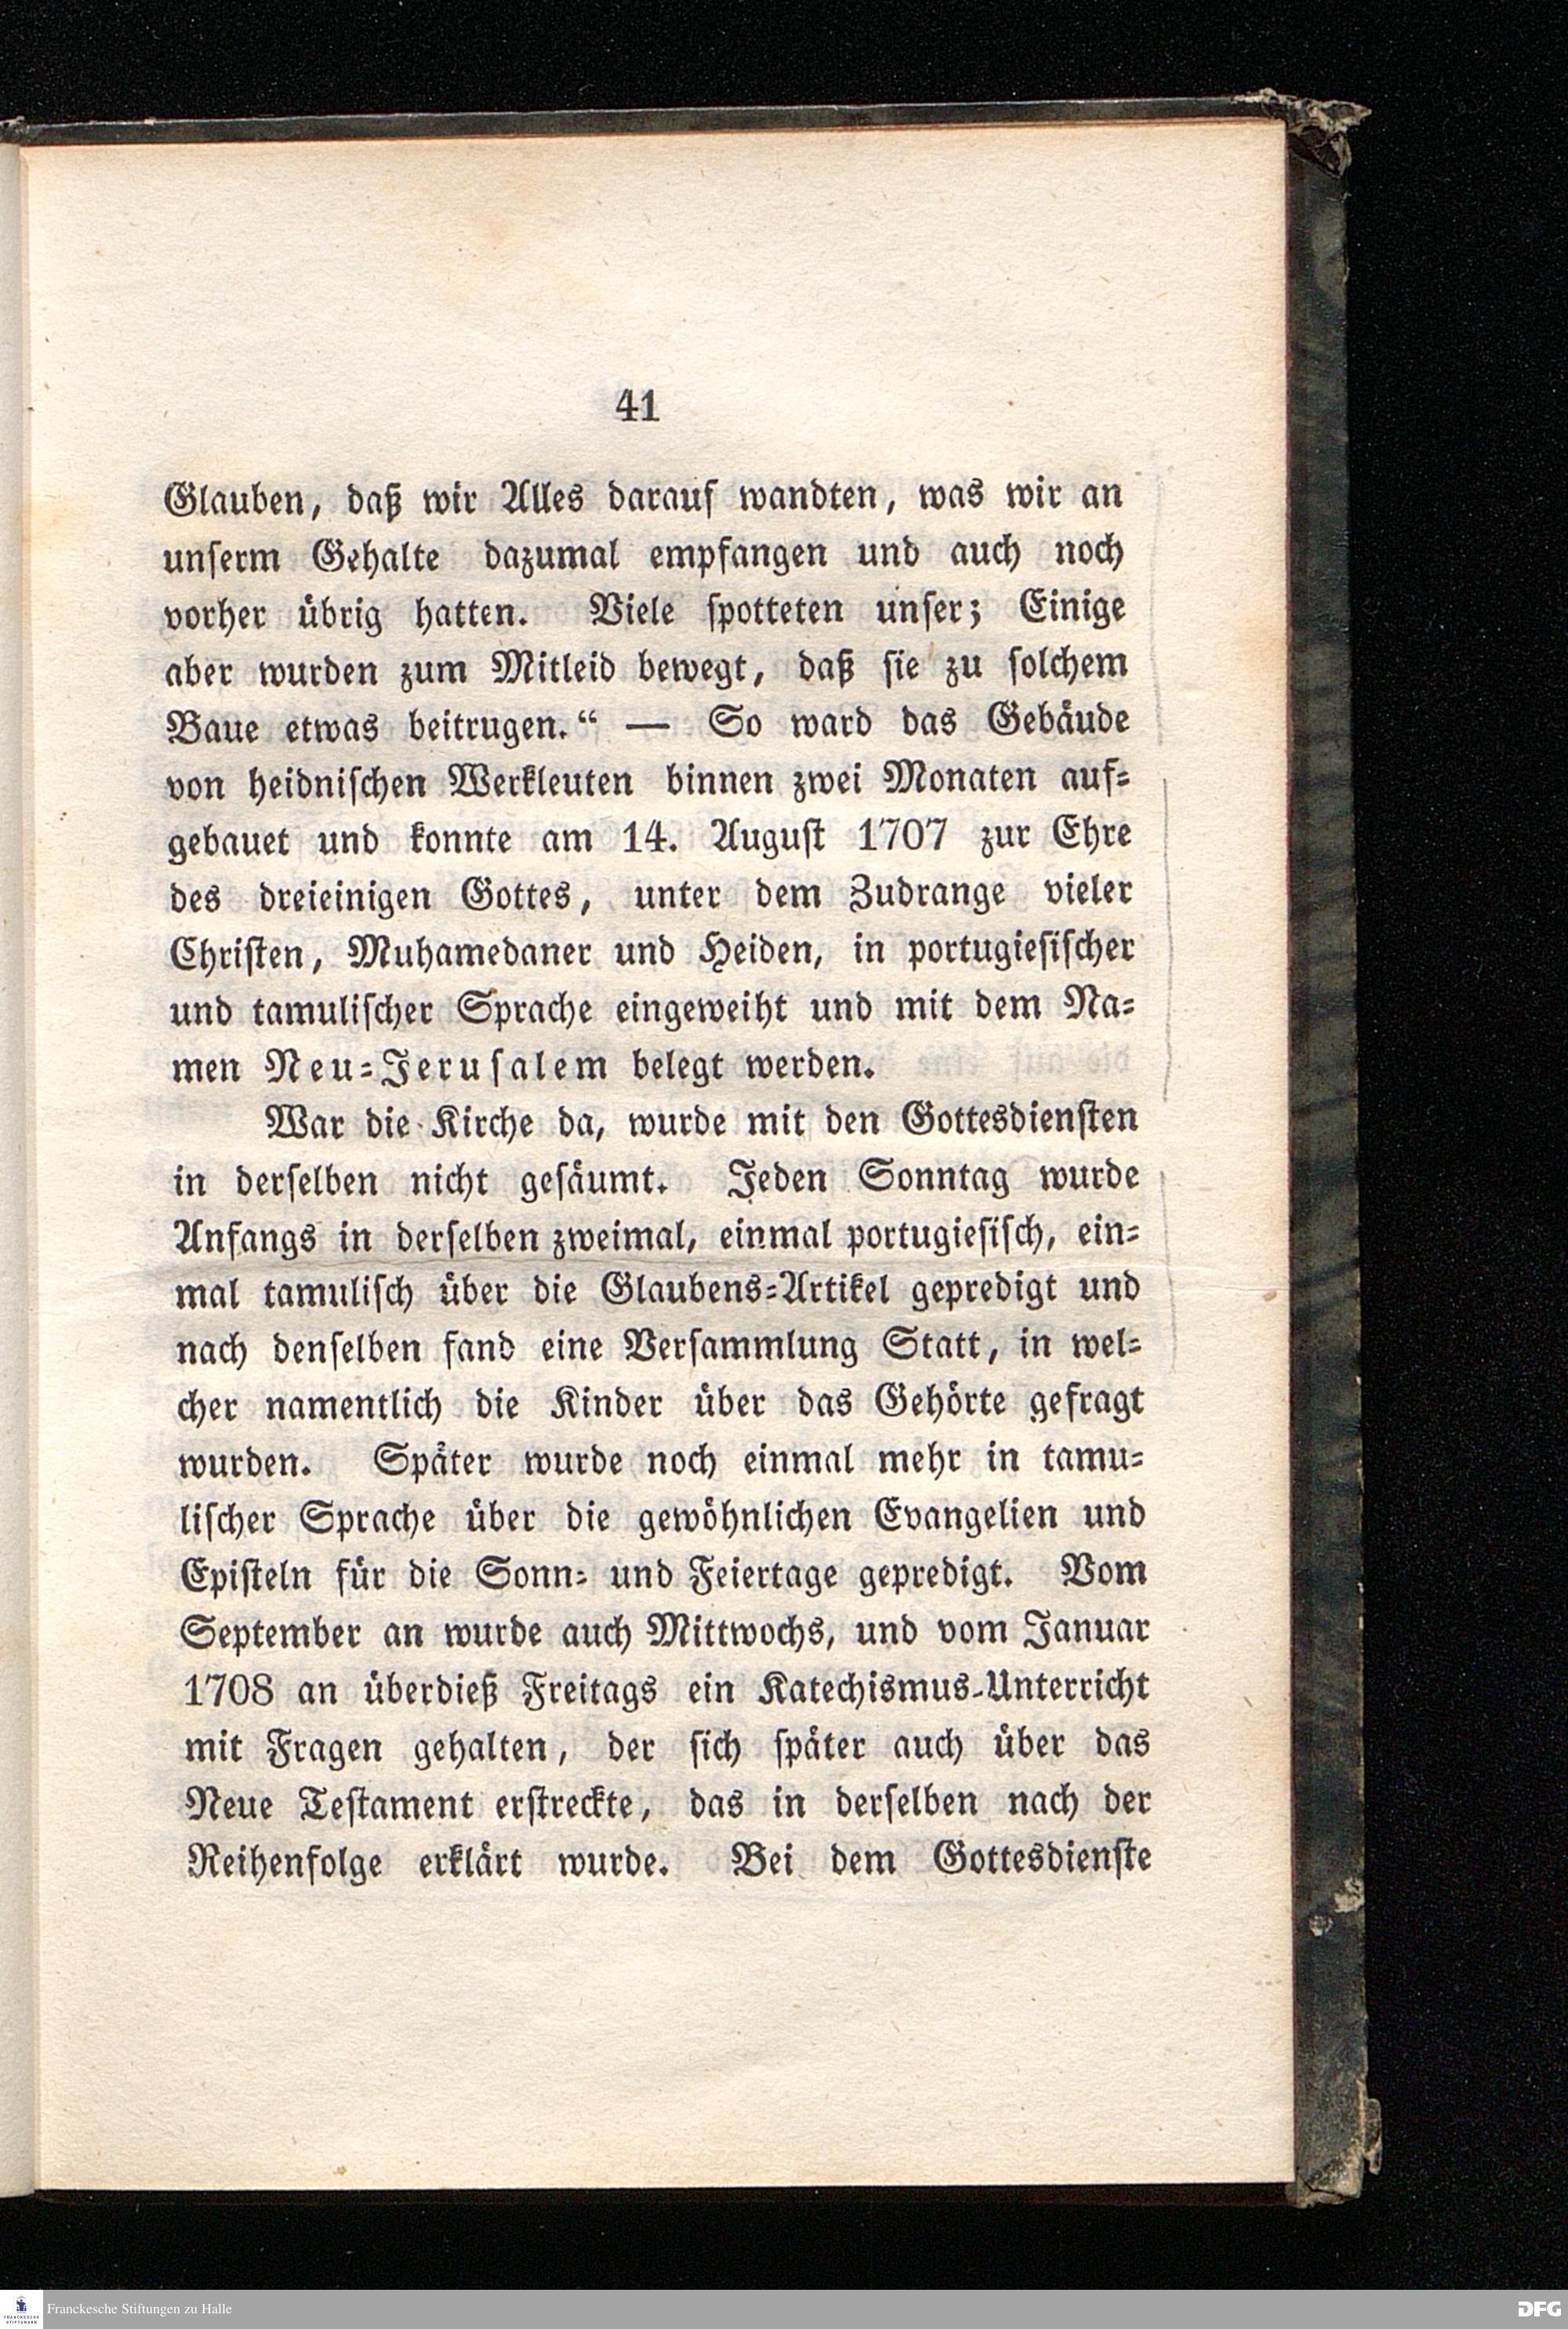 41
Glauben, daß wir Alles darauf wandten, was wir an
unserm Gehalte dazumal empfangen und auch noch
vorher übrig hatten. Viele spotteten unser; Einige
aber wurden zum Mitleid bewegt, daß sie zu solchem
Baue etwas beitrugen.“ — So ward das Gebäude
von heidnischen Werkleuten binnen zwei Monaten auf-
gebauet und konnte am 14. August 1707 zur Ehre
des dreieinigen Gottes, unter dem Zudrange vieler
Christen, Muhamedaner und Heiden, in portugiesischer
und tamulischer Sprache eingeweiht und mit dem Na-
men Neu-Jerusalem belegt werden.
War die Kirche da, wurde mit den Gottesdiensten
in derselben nicht gesäumt. Jeden Sonntag wurde
Anfangs in derselben zweimal, einmal portugiesisch, ein-
mal tamulisch über die Glaubens-Artikel gepredigt und
nach denselben fand eine Versammlung Statt, in wel-
cher namentlich die Kinder über das Gehörte gefragt
wurden. Später wurde noch einmal mehr in tamu-
lischer Sprache über die gewöhnlichen Evangelien und
Episteln für die Sonn- und Feiertage gepredigt. Vom
September an wurde auch Mittwochs, und vom Januar
1708 an überdieß Freitags ein Katechismus-Unterricht
mit Fragen gehalten, der sich später auch über das
Neue Testament erstreckte, das in derselben nach der
Reihenfolge erklärt wurde. Bei dem Gottesdienste
FRANCKESCHE
STIFTUNGEN
Franckesche Stiftungen zu Halle
DFG